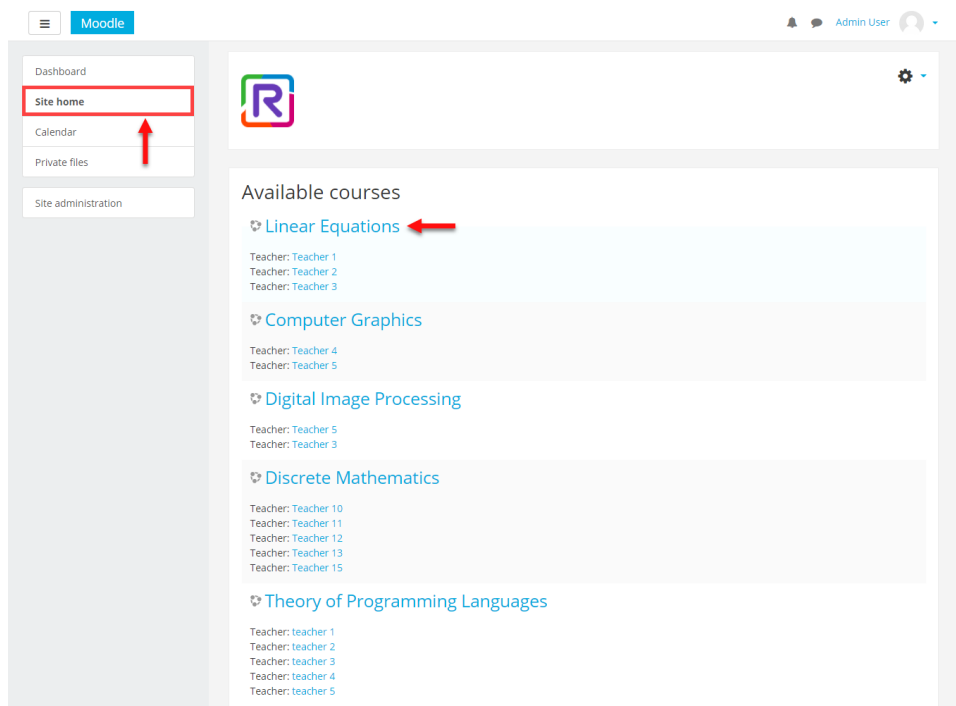 Moodle
Admin User
Dashboard
Site home
Calendar
Private files
Site administration
R
Available courses
Linear Equations
Teacher: Teacher 1
Teacher: Teacher 2
Teacher: Teacher 3
Computer Graphics
Teacher: Teacher 4
Teacher: Teacher 5
Digital Image Processing
Teacher: Teacher 5
Teacher: Teacher 3
Discrete Mathematics
Teacher: Teacher 10
Teacher: Teacher 11
Teacher: Teacher 12
Teacher: Teacher 13
Teacher: Teacher 15
Theory of Programming Languages
Teacher: teacher 1
Teacher: teacher 2
Teacher: teacher 3
Teacher: teacher 4
Teacher: teacher 5